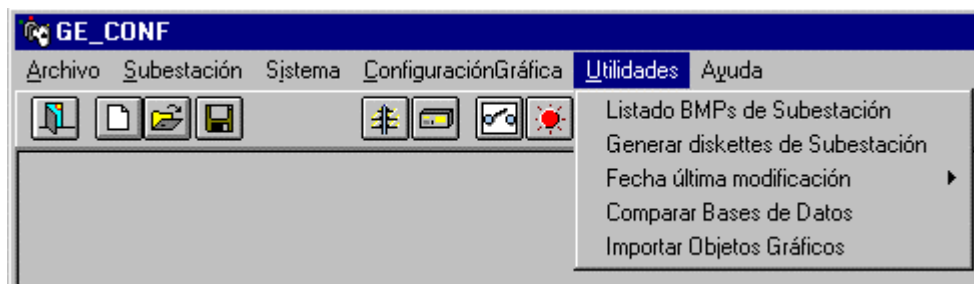 GE_CONF
Archivo Subestación Sistema ConfiguraciónGráfica Utilidades Ayuda
Listado BMPs de Subestación
Generar diskettes de Subestación
Fecha última modificación
Comparar Bases de Datos
Importar Objetos Gráficos